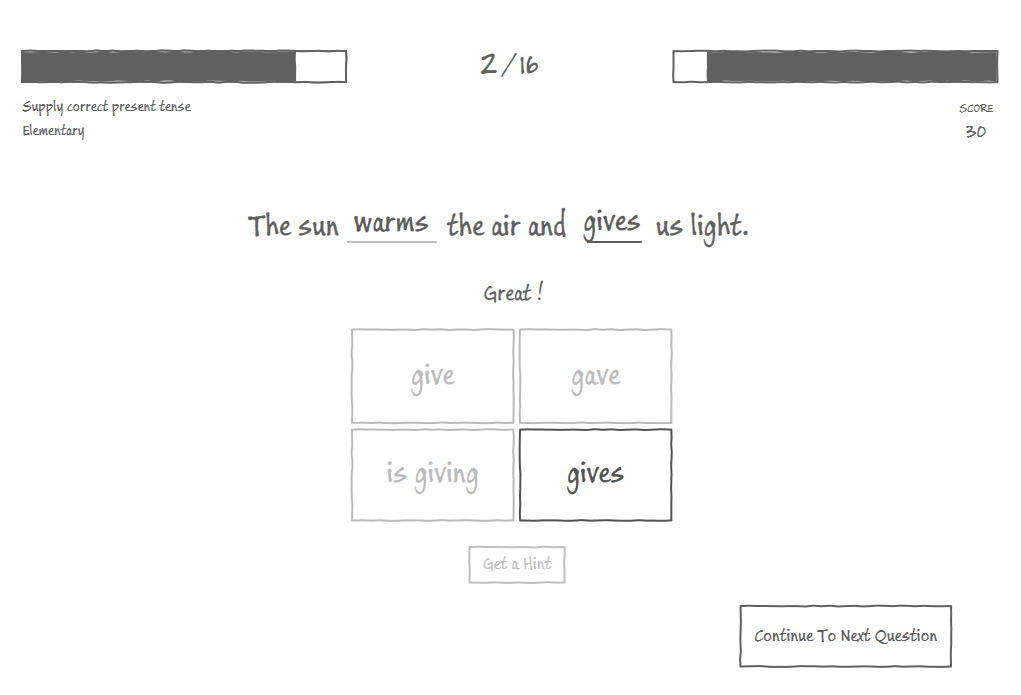 2/16
Supply correct present tense
Elementary
SCORE
30
The sun warms the air and gives us light.
Great !
give
gave
is giving
gives
Get a Hint
Continue To Next Question